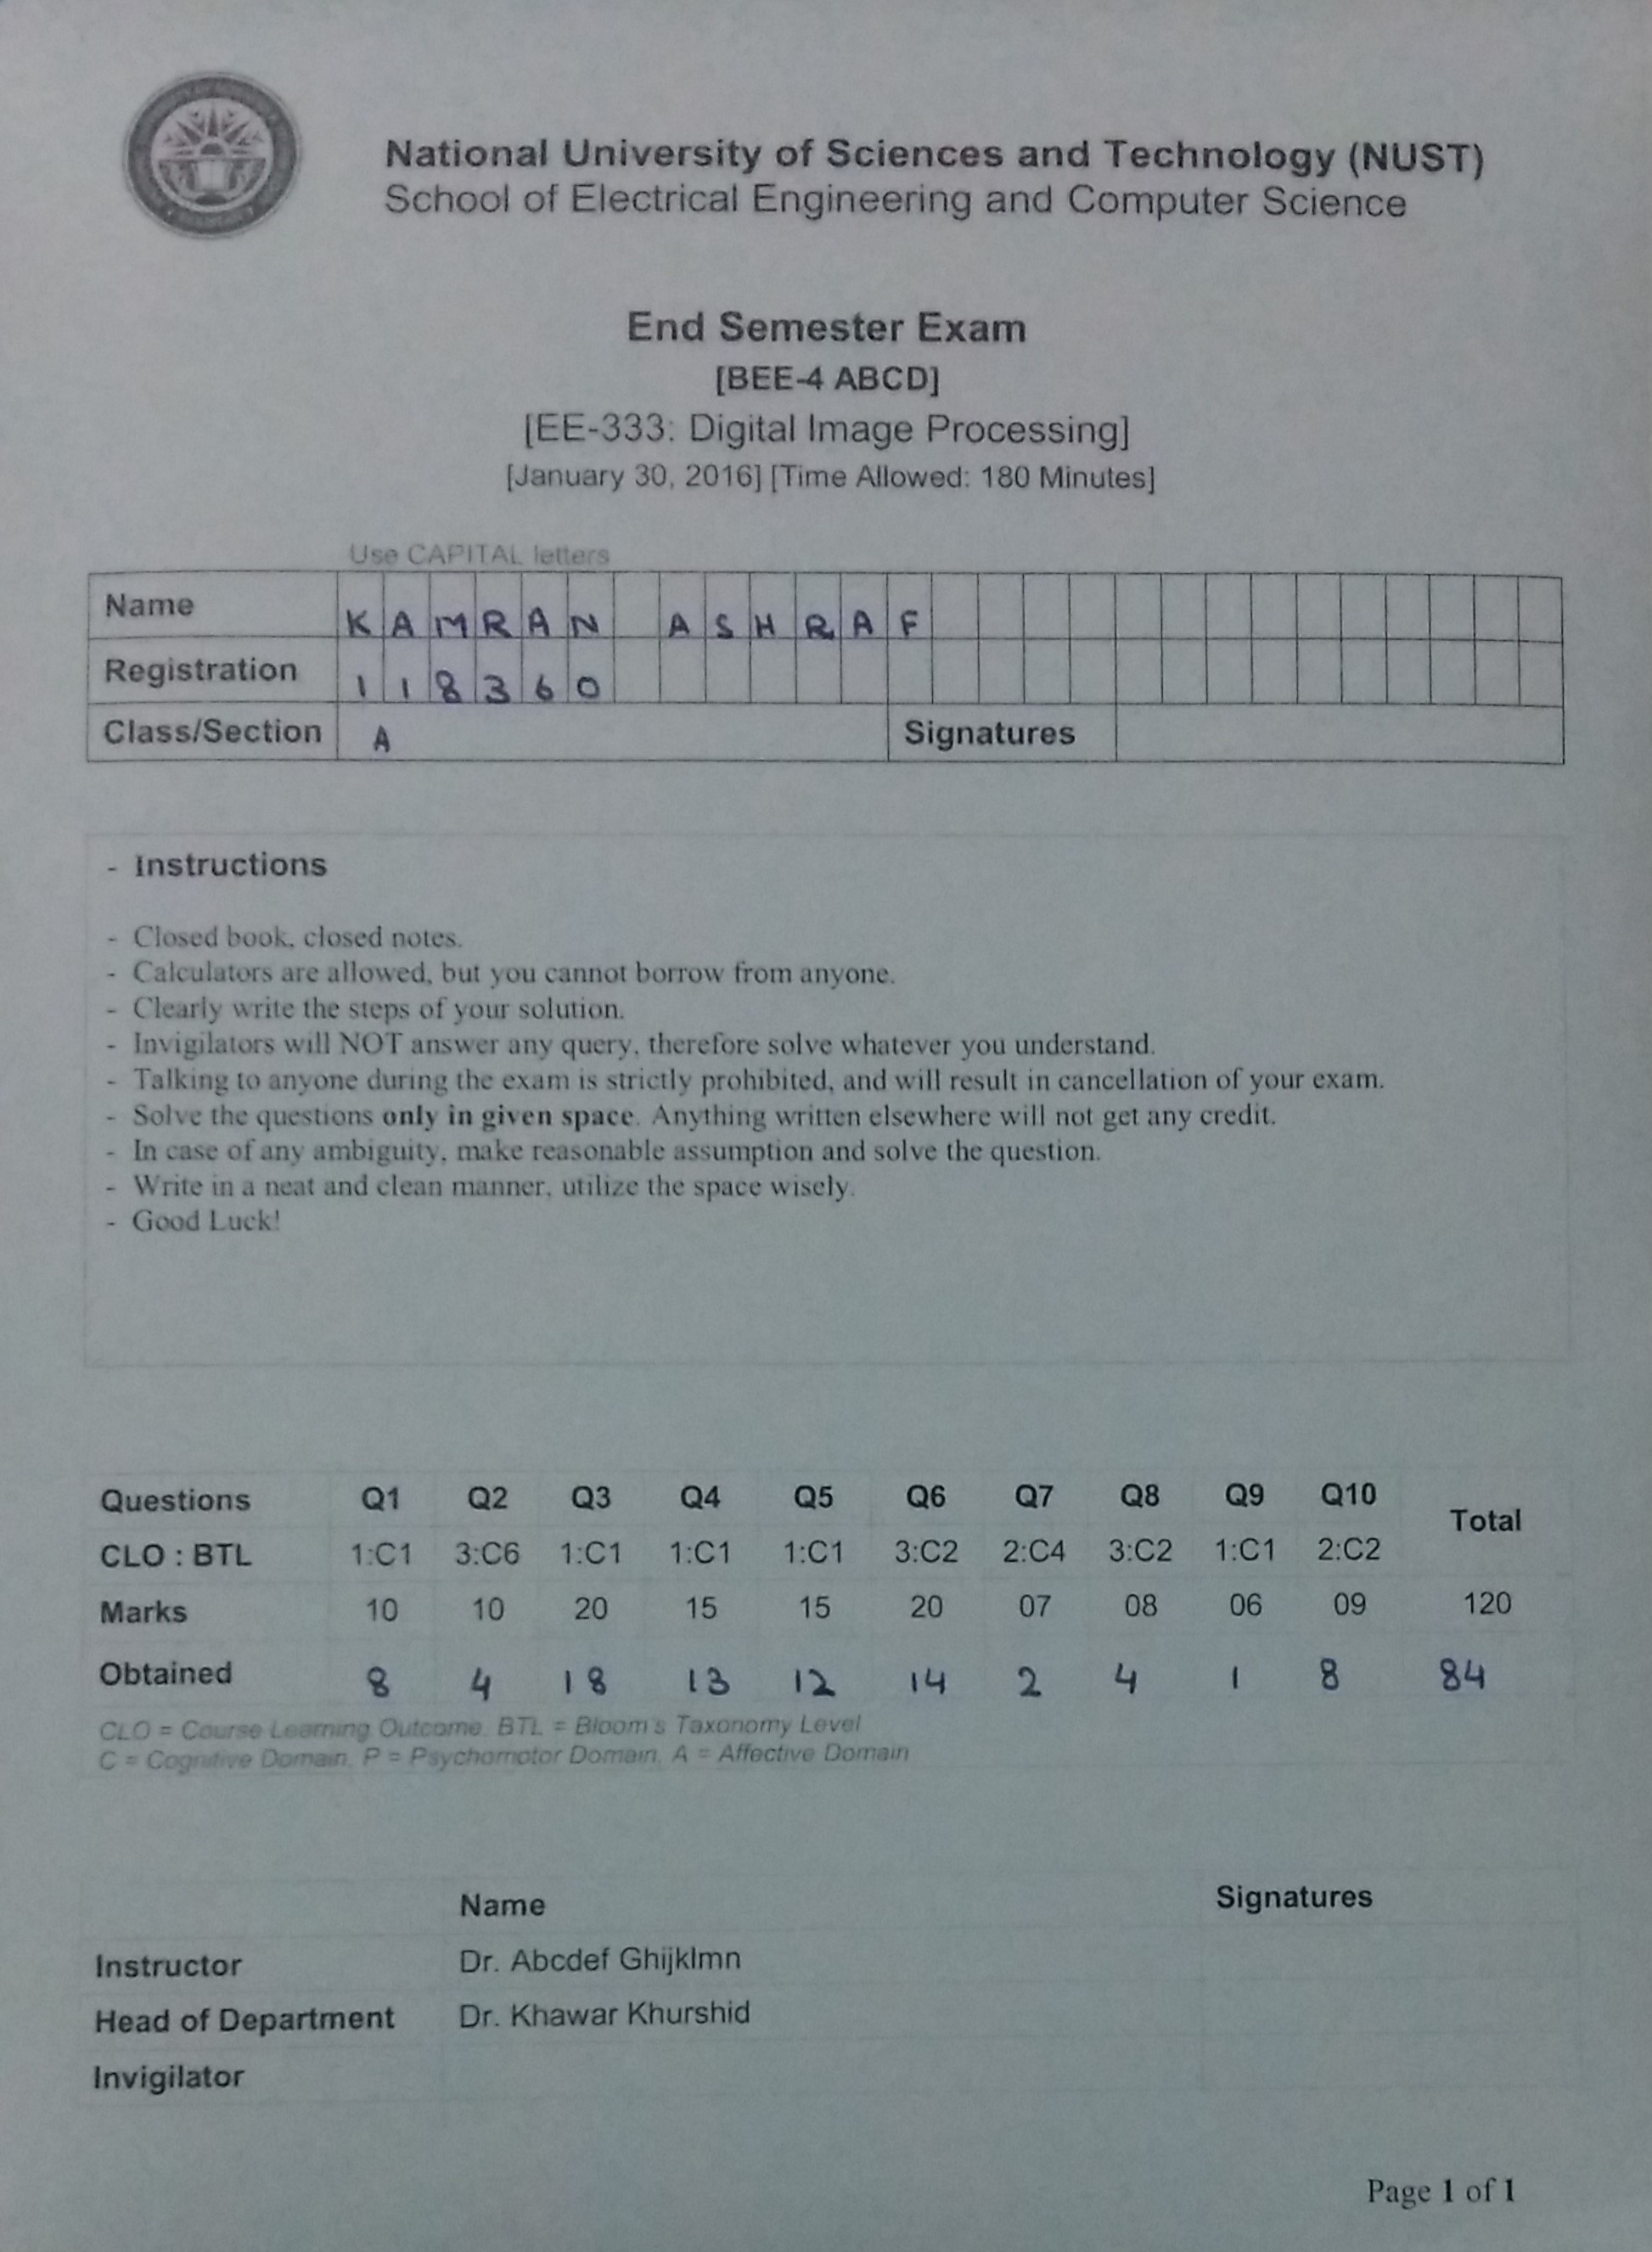 National University of Sciences and Technology (NUST)
School of Electrical Engineering and Computer Science
End Semester Exam
[BEE-4 ABCD]
[EE-333: Digital Image Processing]
[January 30, 2016] [Time Allowed: 180 Minutes]
Use CAPITAL letters
Name KAMRAN ASHRAF
Registration 118360
Class/Section A Signatures
- Instructions
- Closed book, closed notes.
- Calculators are allowed, but you cannot borrow from anyone.
- Clearly write the steps of your solution.
- Invigilators will NOT answer any query, therefore solve whatever you understand.
- Talking to anyone during the exam is strictly prohibited, and will result in cancellation of your exam.
- Solve the questions only in given space. Anything written elsewhere will not get any credit.
- In case of any ambiguity, make reasonable assumption and solve the question.
- Write in a neat and clean manner, utilize the space wisely.
- Good Luck!
Questions Q1 Q2 Q3 Q4 Q5 Q6 Q7 Q8 Q9 Q10 Total
CLO : BTL 1:C1 3:C6 1:C1 1:C1 1:C1 3:C2 2:C4 3:C2 1:C1 2:C2
Marks 10 10 20 15 15 20 07 08 06 09 120
Obtained 8 4 18 13 12 14 2 4 1 8 84
CLO = Course Learning Outcome, BTL = Bloom's Taxonomy Level
C = Cognitive Domain, P = Psychomotor Domain, A = Affective Domain
Name Signatures
Instructor Dr. Abcdef Ghijklmn
Head of Department Dr. Khawar Khurshid
Invigilator
Page 1 of 1